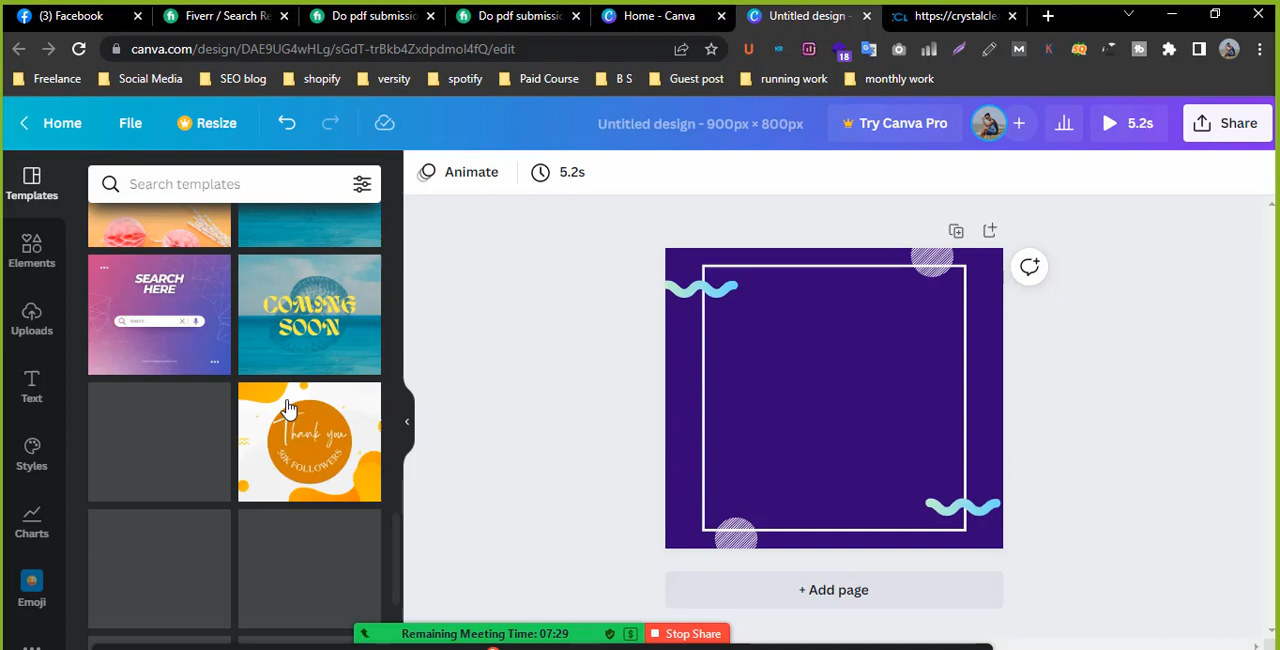 (3) Facebook
Fiverr / Search Re
Do pdf submissic
Do pdf submissic
Home - Canva
Untitled design -
https://crystalcle
canva.com/design/DAE9UG4wHLg/sGdT-trBkb4Zxdpdmol4fQ/edit
18
Freelance
Social Media
SEO blog
shopify
versity
spotify
Paid Course
B S
Guest post
running work
monthly work
Home
File
Resize
Untitled design - 900px × 800px
Try Canva Pro
5.2s
Share
Templates
Elements
Uploads
Text
Styles
Charts
Emoji
Search templates
Animate
5.2s
SEARCH
HERE
COMING
SOON
Thank you
50K FOLLOWERS
+ Add page
Remaining Meeting Time: 07:29
Stop Share